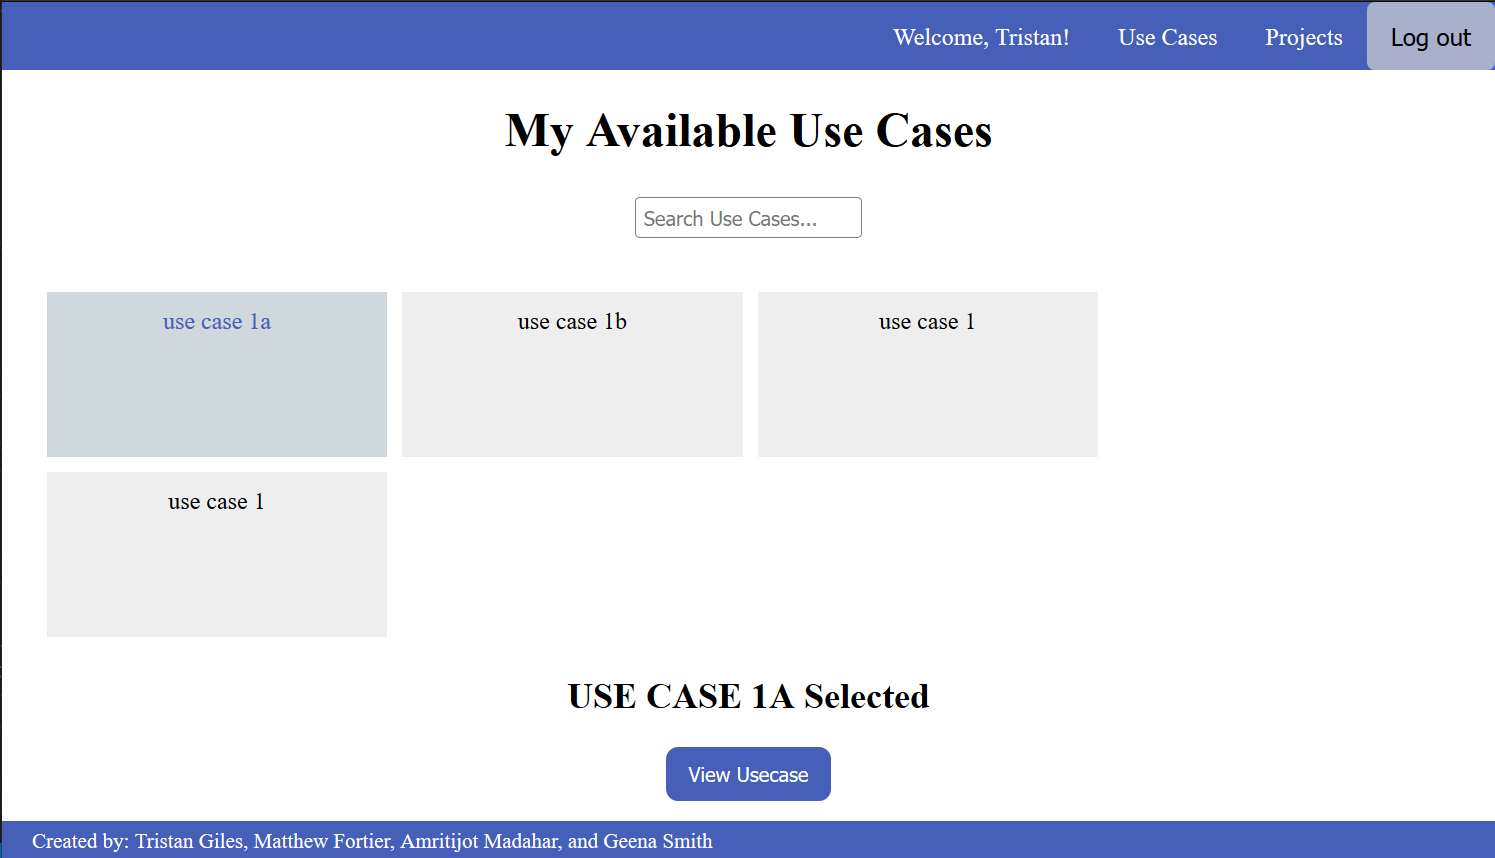 Welcome, Tristan! Use Cases Projects Log out
My Available Use Cases
Search Use Cases...
use case 1a use case 1b use case 1
use case 1
USE CASE 1A Selected
View Usecase
Created by: Tristan Giles, Matthew Fortier, Amritijot Madahar, and Geena Smith